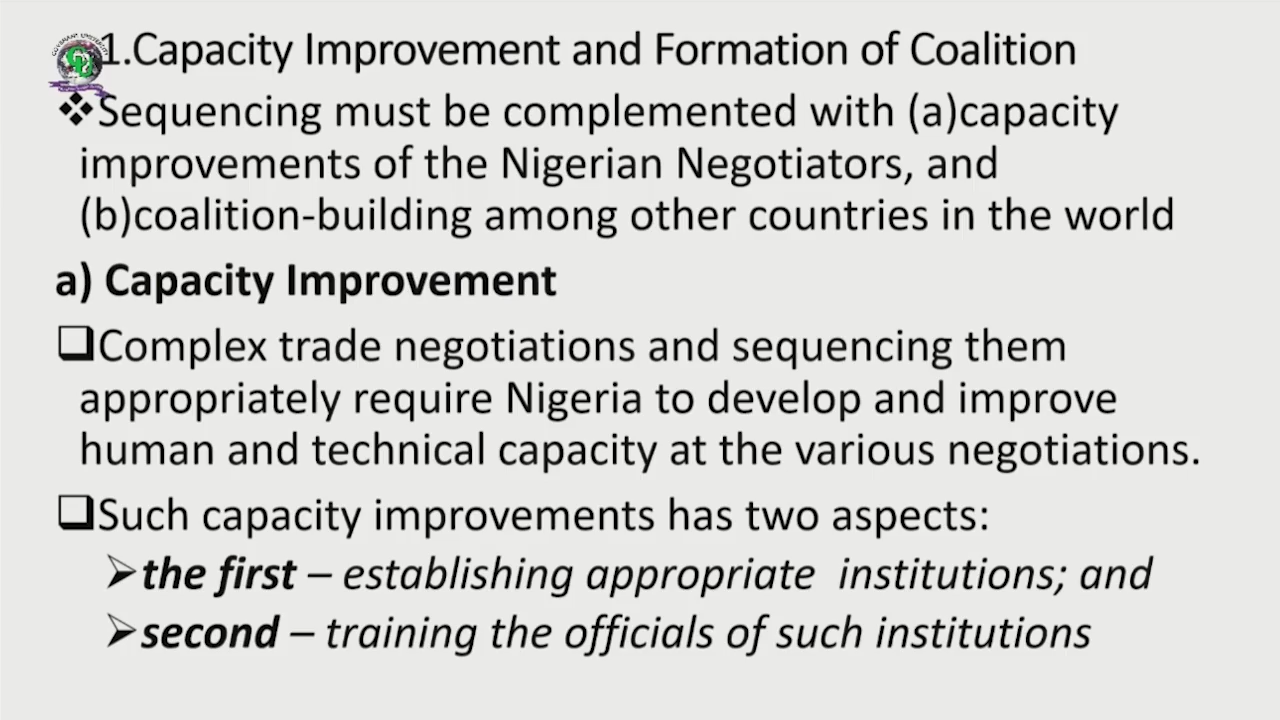 COVENANT UNIVERSITY
1.Capacity Improvement and Formation of Coalition
❖Sequencing must be complemented with (a)capacity
improvements of the Nigerian Negotiators, and
(b)coalition-building among other countries in the world
a) Capacity Improvement
❑Complex trade negotiations and sequencing them
appropriately require Nigeria to develop and improve
human and technical capacity at the various negotiations.
❑Such capacity improvements has two aspects:
➢the first – establishing appropriate institutions; and
➢second – training the officials of such institutions